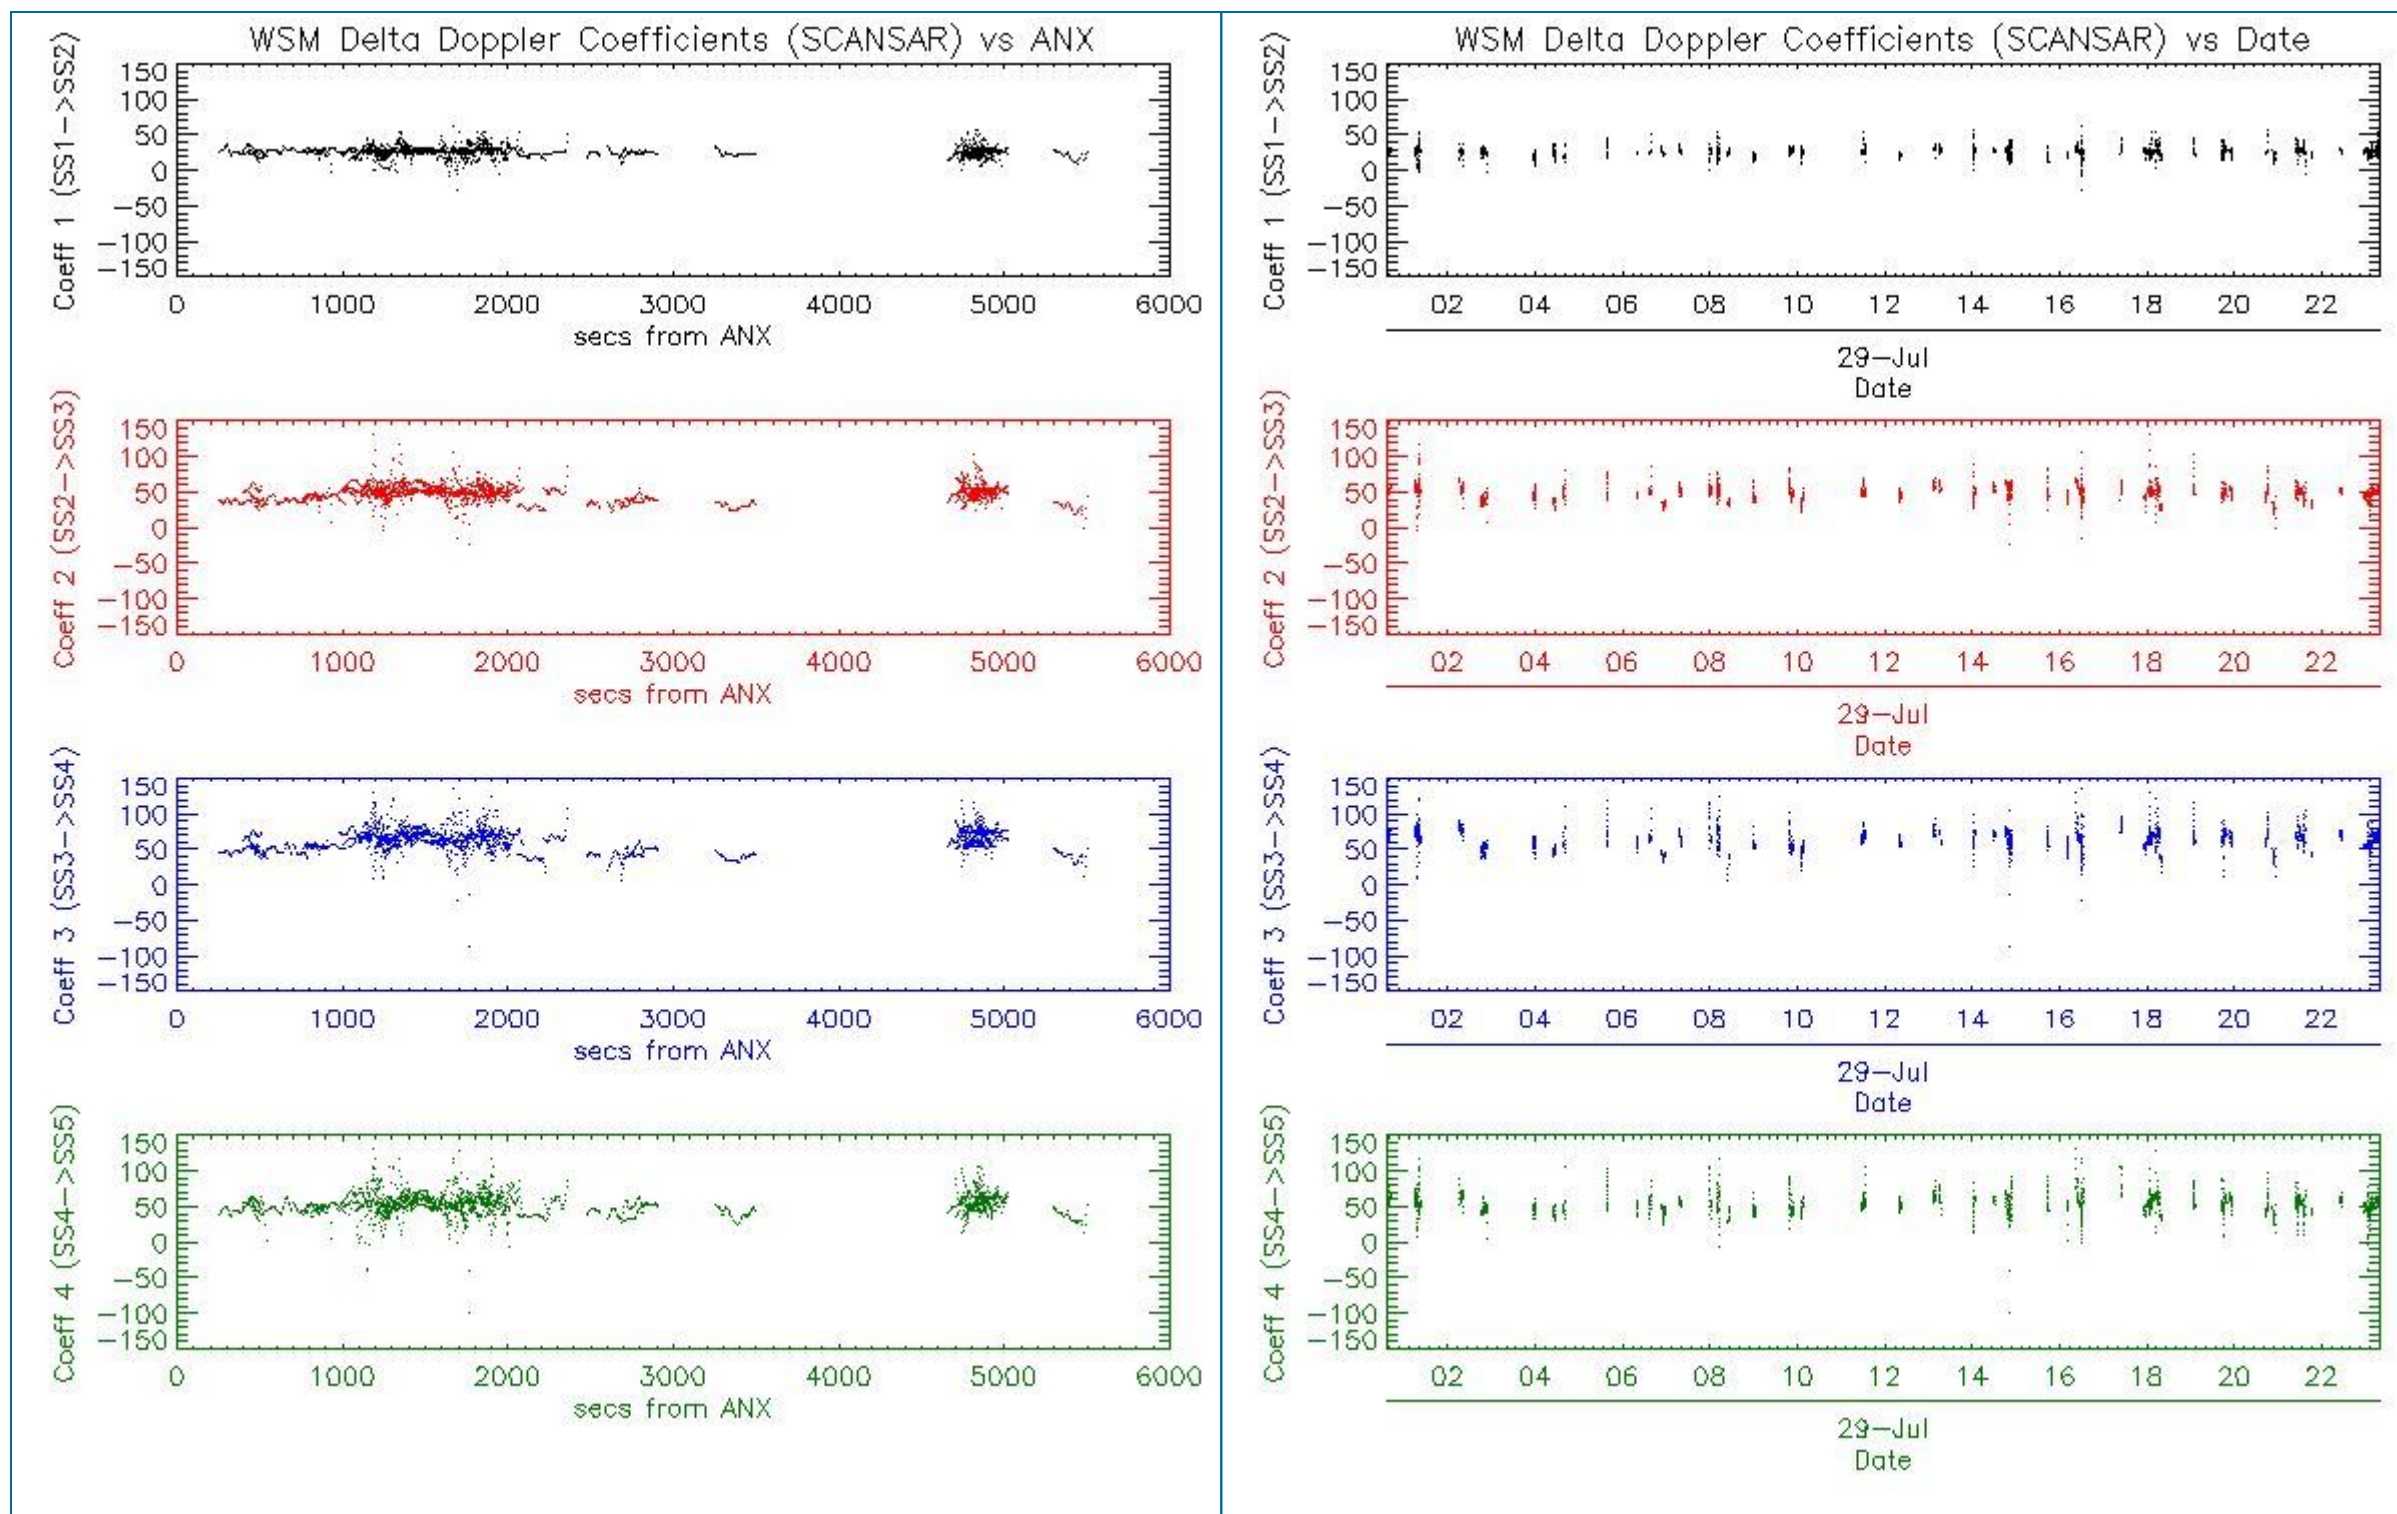 WSM Delta Doppler Coefficients (SCANSAR) vs ANX
Coeff 1 (SS1->SS2)
150
100
50
0
-50
-100
-150
0 1000 2000 3000 4000 5000 6000
secs from ANX
Coeff 2 (SS2->SS3)
150
100
50
0
-50
-100
-150
0 1000 2000 3000 4000 5000 6000
secs from ANX
Coeff 3 (SS3->SS4)
150
100
50
0
-50
-100
-150
0 1000 2000 3000 4000 5000 6000
secs from ANX
Coeff 4 (SS4->SS5)
150
100
50
0
-50
-100
-150
0 1000 2000 3000 4000 5000 6000
secs from ANX
WSM Delta Doppler Coefficients (SCANSAR) vs Date
Coeff 1 (SS1->SS2)
150
100
50
0
-50
-100
-150
02 04 06 08 10 12 14 16 18 20 22
29-Jul
Date
Coeff 2 (SS2->SS3)
150
100
50
0
-50
-100
-150
02 04 06 08 10 12 14 16 18 20 22
29-Jul
Date
Coeff 3 (SS3->SS4)
150
100
50
0
-50
-100
-150
02 04 06 08 10 12 14 16 18 20 22
29-Jul
Date
Coeff 4 (SS4->SS5)
150
100
50
0
-50
-100
-150
02 04 06 08 10 12 14 16 18 20 22
29-Jul
Date